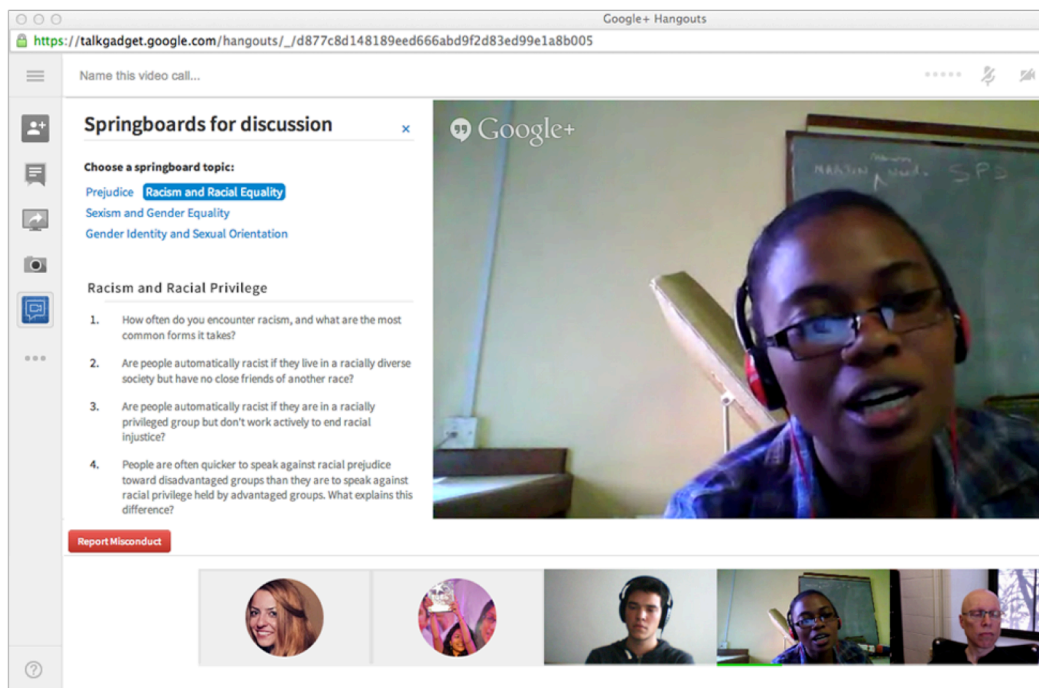 Google+ Hangouts
https://talkgadget.google.com/hangouts/_/d877c8d148189eed666abd9f2d83ed99e1a8b005
Name this video call...
Springboards for discussion
×
Choose a springboard topic:
Prejudice Racism and Racial Equality
Sexism and Gender Equality
Gender Identity and Sexual Orientation
Racism and Racial Privilege
1. How often do you encounter racism, and what are the most
common forms it takes?
2. Are people automatically racist if they live in a racially diverse
society but have no close friends of another race?
3. Are people automatically racist if they are in a racially
privileged group but don't work actively to end racial
injustice?
4. People are often quicker to speak against racial prejudice
toward disadvantaged groups than they are to speak against
racial privilege held by advantaged groups. What explains this
difference?
Report Misconduct
Google+
MARTIN
SPD
?